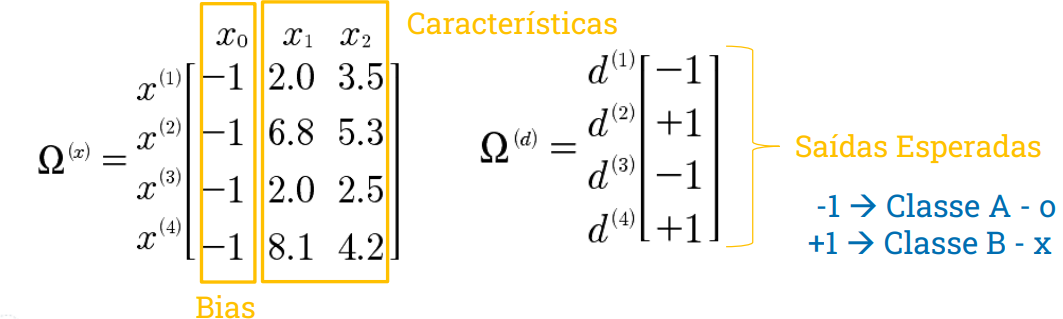 x₀ x₁ x₂ Características
Ω⁽ˣ⁾ =
x⁽¹⁾ −1 2.0 3.5
x⁽²⁾ −1 6.8 5.3
x⁽³⁾ −1 2.0 2.5
x⁽⁴⁾ −1 8.1 4.2
Bias
Ω⁽ᵈ⁾ =
d⁽¹⁾ −1
d⁽²⁾ +1
d⁽³⁾ −1
d⁽⁴⁾ +1
Saídas Esperadas
-1 → Classe A - o
+1 → Classe B - x